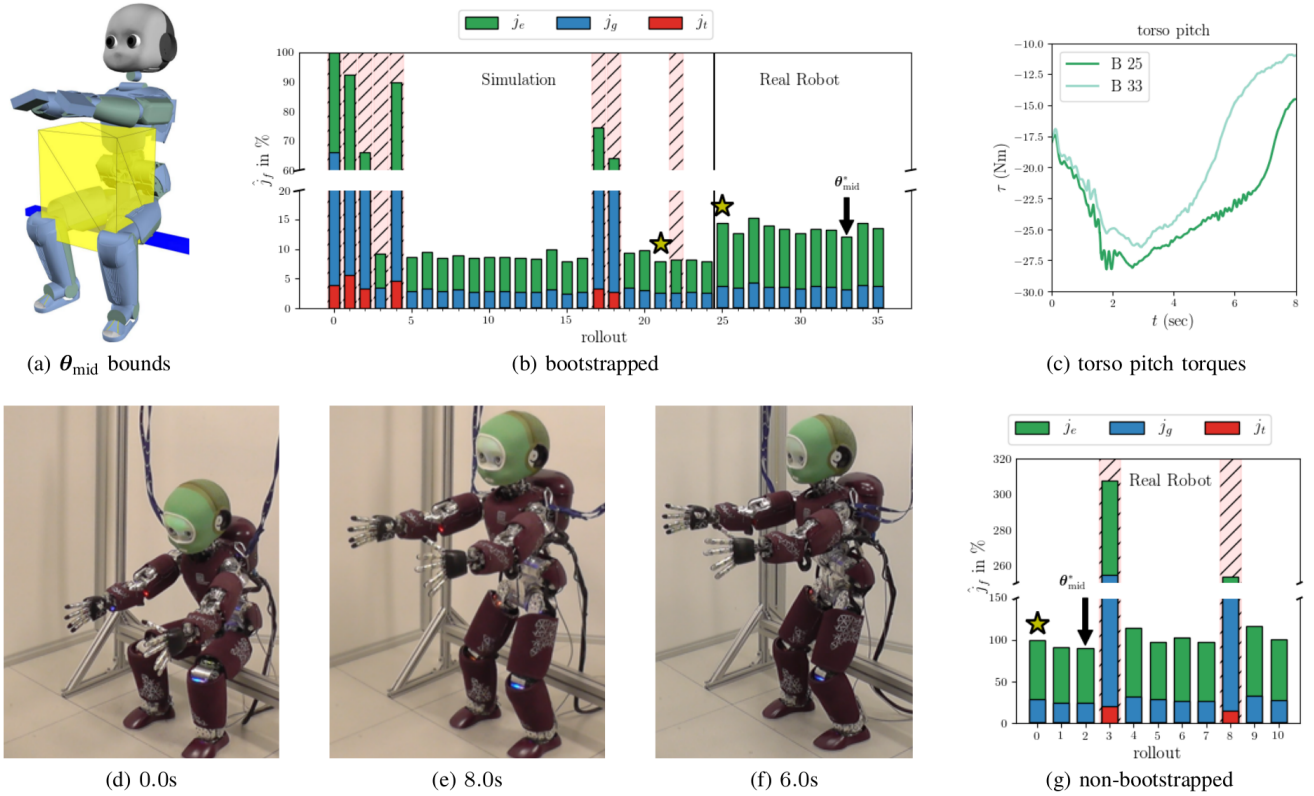 j_e j_g j_t
100
90
80
70
60
20
15
10
5
0
ĵ_f in %
Simulation
Real Robot
θ*_mid
0 5 10 15 20 25 30 35
rollout
torso pitch
B 25
B 33
−10.0
−12.5
−15.0
−17.5
−20.0
−22.5
−25.0
−27.5
−30.0
τ (Nm)
0 2 4 6 8
t (sec)
(a) θ_mid bounds
(b) bootstrapped
(c) torso pitch torques
(d) 0.0s
(e) 8.0s
(f) 6.0s
j_e j_g j_t
320
300
280
260
150
100
50
0
ĵ_f in %
Real Robot
θ*_mid
0 1 2 3 4 5 6 7 8 9 10
rollout
(g) non-bootstrapped